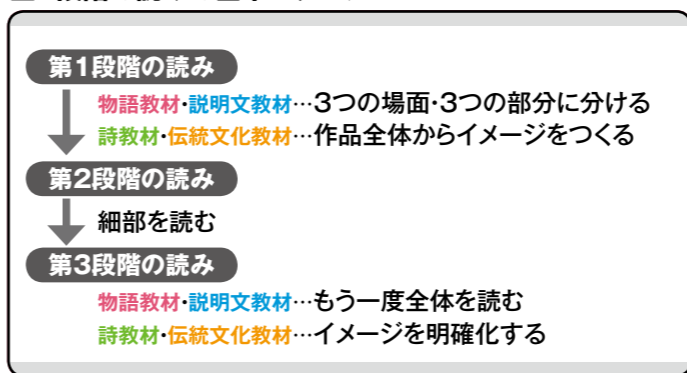 第1段階の読み
物語教材・説明文教材…3つの場面・3つの部分に分ける
詩教材・伝統文化教材…作品全体からイメージをつくる
第2段階の読み
細部を読む
第3段階の読み
物語教材・説明文教材…もう一度全体を読む
詩教材・伝統文化教材…イメージを明確化する